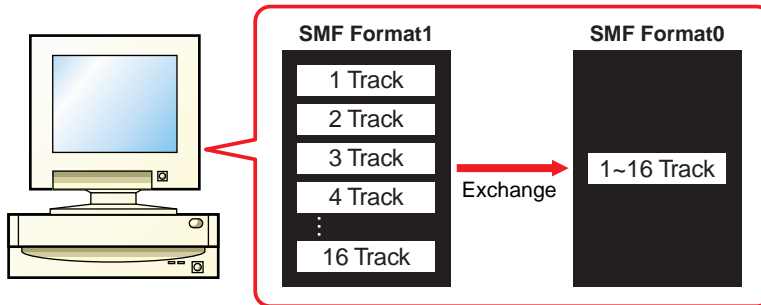 SMF Format1
1 Track
2 Track
3 Track
4 Track
16 Track
Exchange
SMF Format0
1~16 Track